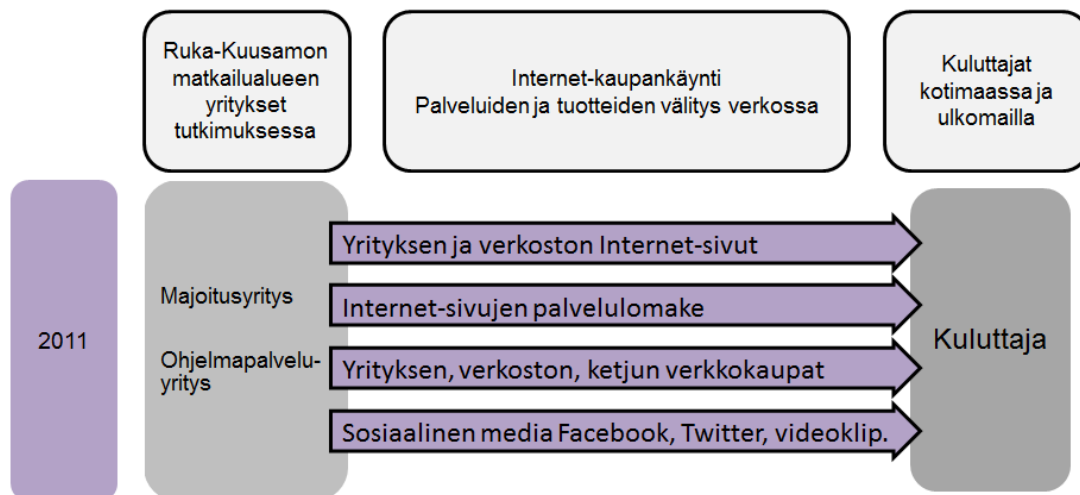 Ruka-Kuusamon
matkailualueen
yritykset
tutkimuksessa
Internet-kaupankäynti
Palveluiden ja tuotteiden välitys verkossa
Kuluttajat
kotimaassa ja
ulkomailla
2011
Majoitusyritys
Ohjelmapalvelu-
yritys
Yrityksen ja verkoston Internet-sivut
Internet-sivujen palvelulomake
Yrityksen, verkoston, ketjun verkkokaupat
Sosiaalinen media Facebook, Twitter, videoklip.
Kuluttaja